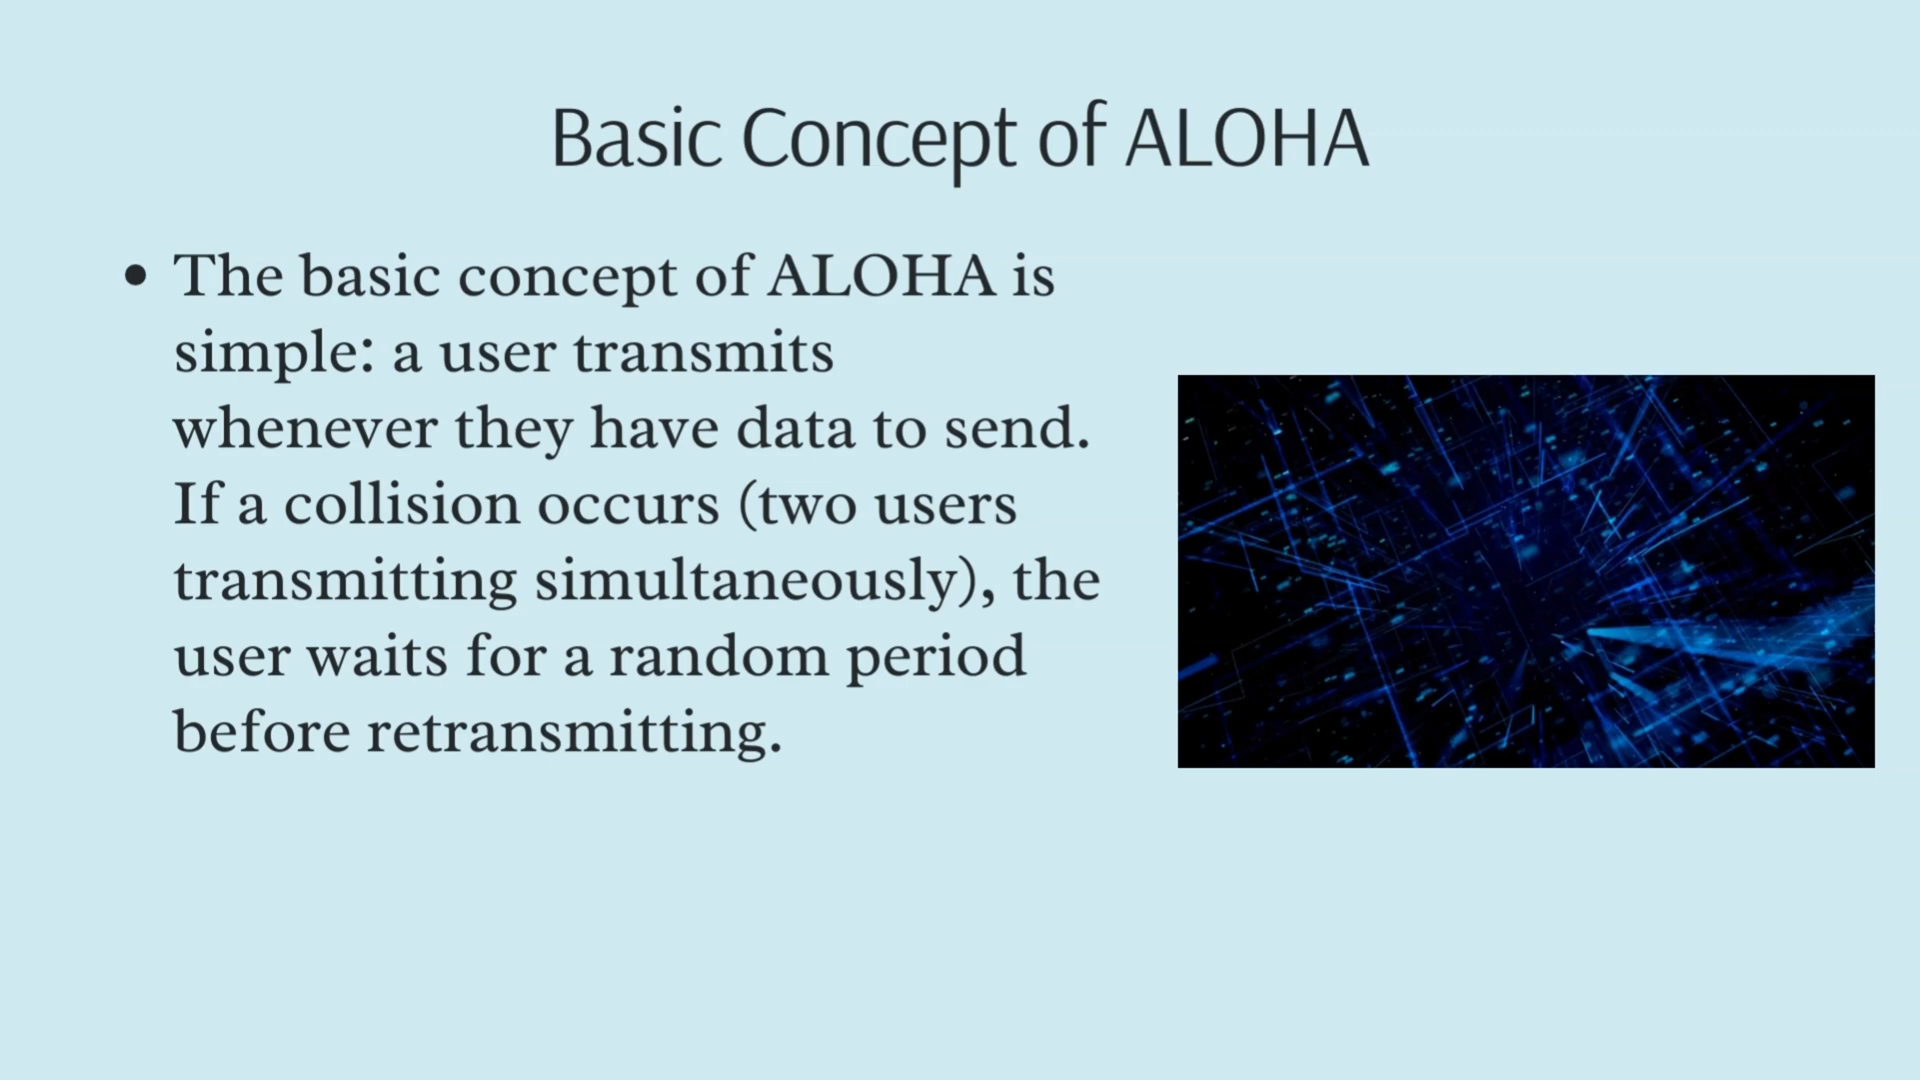 Basic Concept of ALOHA
• The basic concept of ALOHA is
simple: a user transmits
whenever they have data to send.
If a collision occurs (two users
transmitting simultaneously), the
user waits for a random period
before retransmitting.